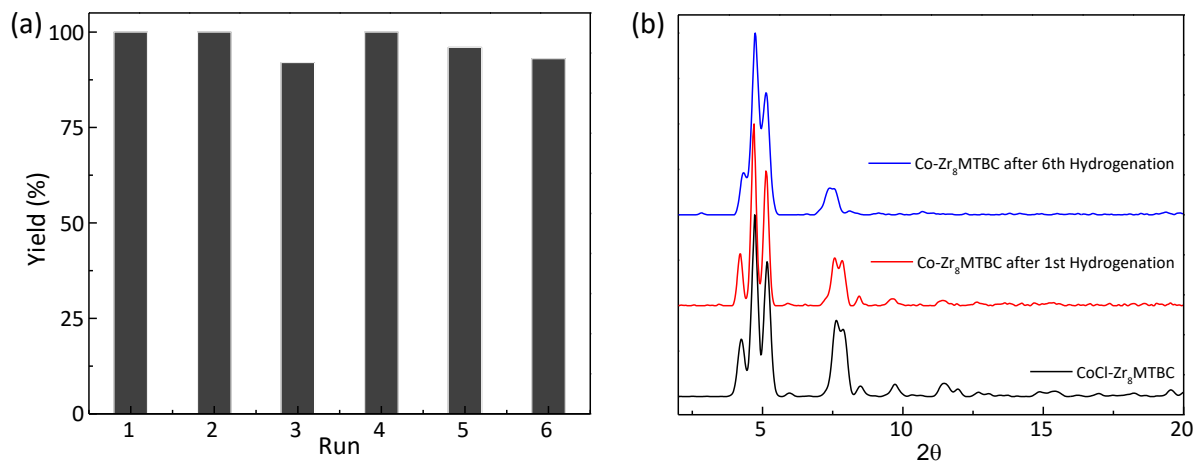 (a)
100
75
50
25
0
Yield (%)
1 2 3 4 5 6
Run
(b)
Co-Zr₈MTBC after 6th Hydrogenation
Co-Zr₈MTBC after 1st Hydrogenation
CoCl-Zr₈MTBC
5 10 15 20
2θ